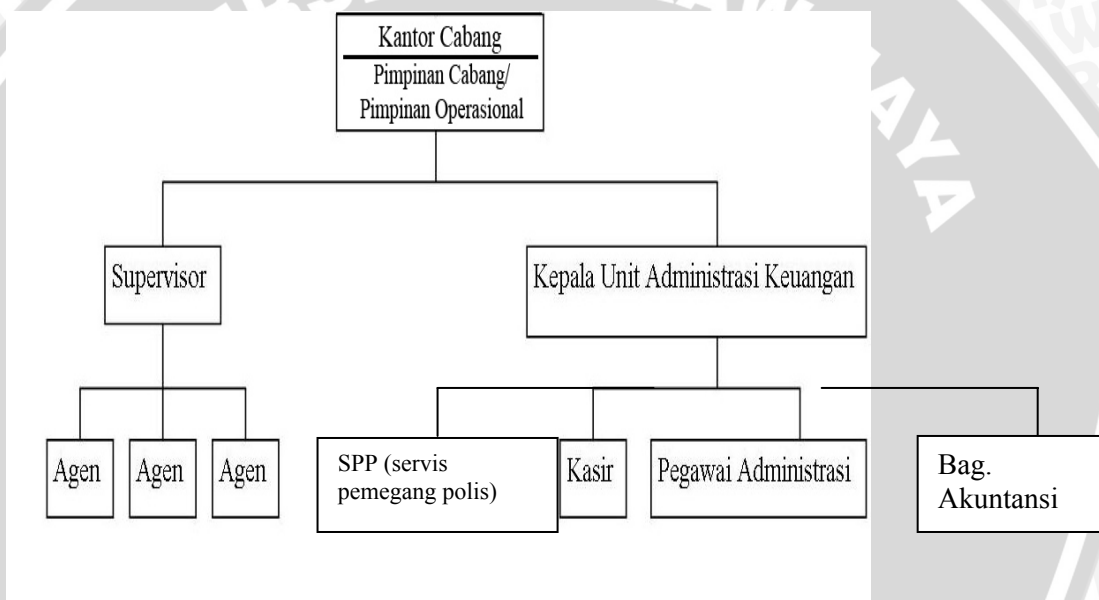 Kantor Cabang
Pimpinan Cabang/
Pimpinan Operasional
Supervisor
Kepala Unit Administrasi Keuangan
Agen
Agen
Agen
SPP (servis
pemegang polis)
Kasir
Pegawai Administrasi
Bag.
Akuntansi